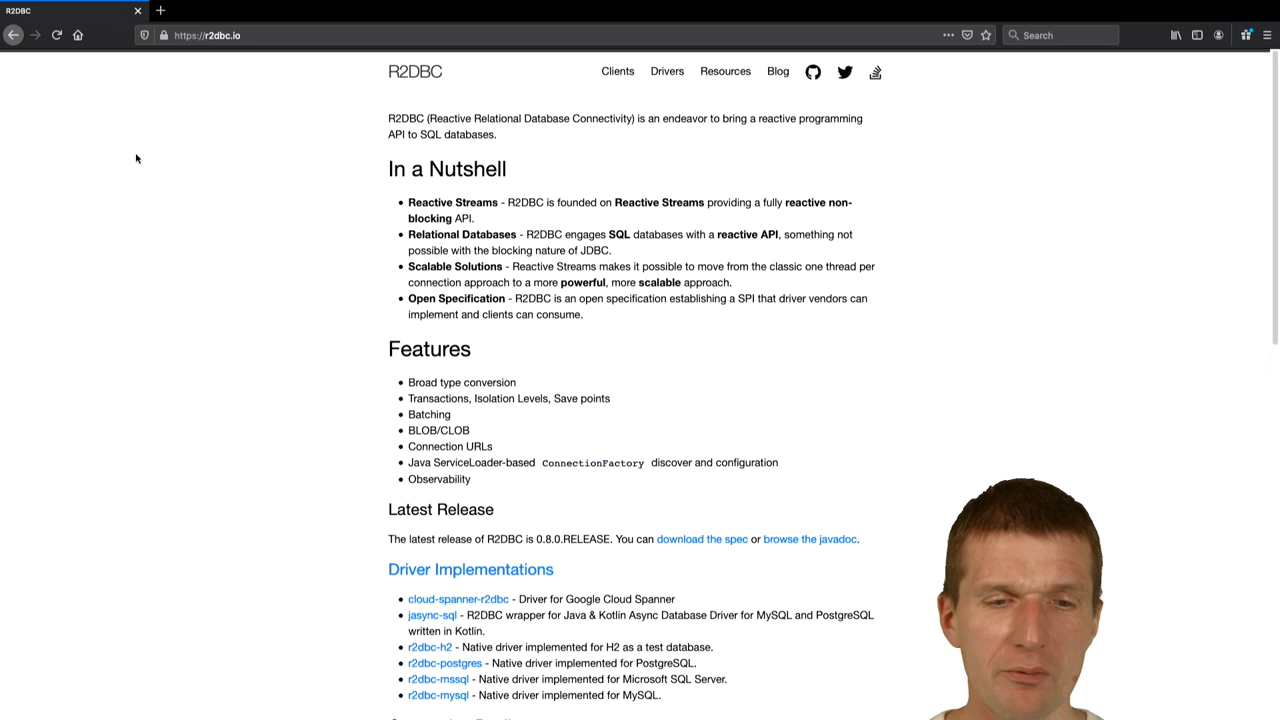 R2DBC
https://r2dbc.io
Search
R2DBC
Clients
Drivers
Resources
Blog
R2DBC (Reactive Relational Database Connectivity) is an endeavor to bring a reactive programming
API to SQL databases.
In a Nutshell
Reactive Streams - R2DBC is founded on Reactive Streams providing a fully reactive non-
blocking API.
Relational Databases - R2DBC engages SQL databases with a reactive API, something not
possible with the blocking nature of JDBC.
Scalable Solutions - Reactive Streams makes it possible to move from the classic one thread per
connection approach to a more powerful, more scalable approach.
Open Specification - R2DBC is an open specification establishing a SPI that driver vendors can
implement and clients can consume.
Features
Broad type conversion
Transactions, Isolation Levels, Save points
Batching
BLOB/CLOB
Connection URLs
Java ServiceLoader-based ConnectionFactory discover and configuration
Observability
Latest Release
The latest release of R2DBC is 0.8.0.RELEASE. You can download the spec or browse the javadoc.
Driver Implementations
cloud-spanner-r2dbc - Driver for Google Cloud Spanner
jasync-sql - R2DBC wrapper for Java & Kotlin Async Database Driver for MySQL and PostgreSQL
written in Kotlin.
r2dbc-h2 - Native driver implemented for H2 as a test database.
r2dbc-postgres - Native driver implemented for PostgreSQL.
r2dbc-mssql - Native driver implemented for Microsoft SQL Server.
r2dbc-mysql - Native driver implemented for MySQL.